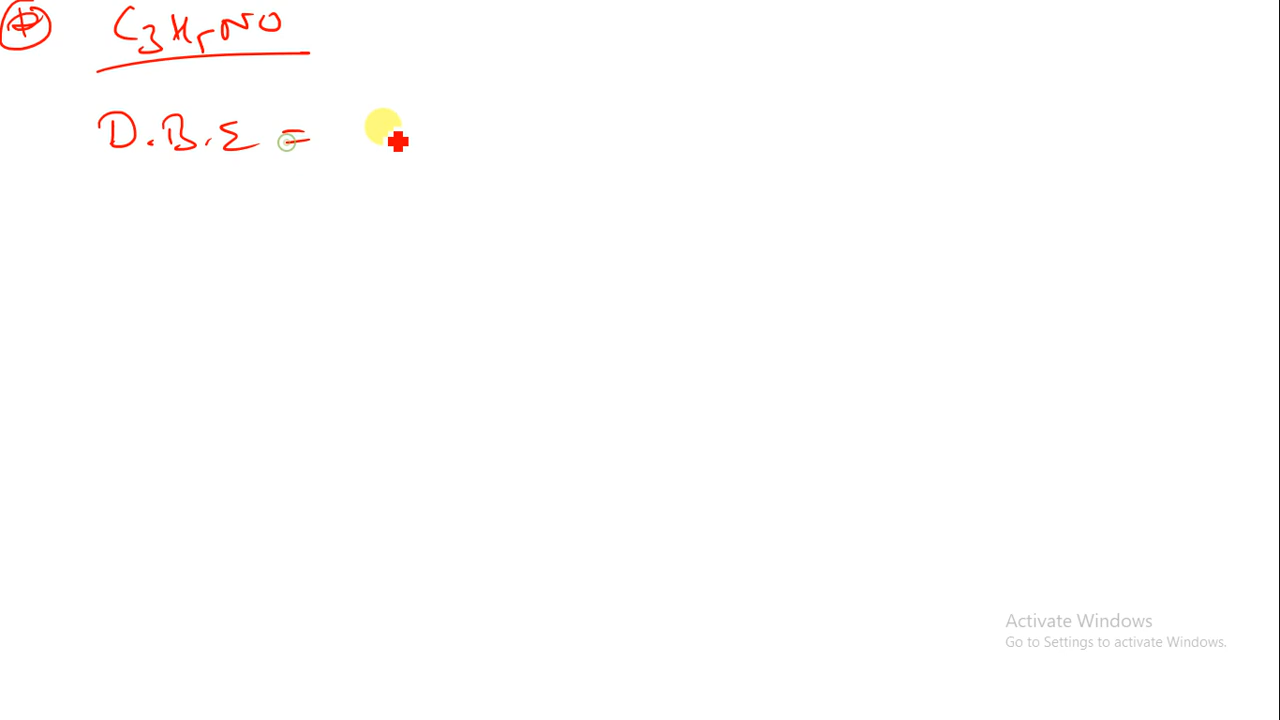 C3H5NO
D.B.E =
Activate Windows
Go to Settings to activate Windows.